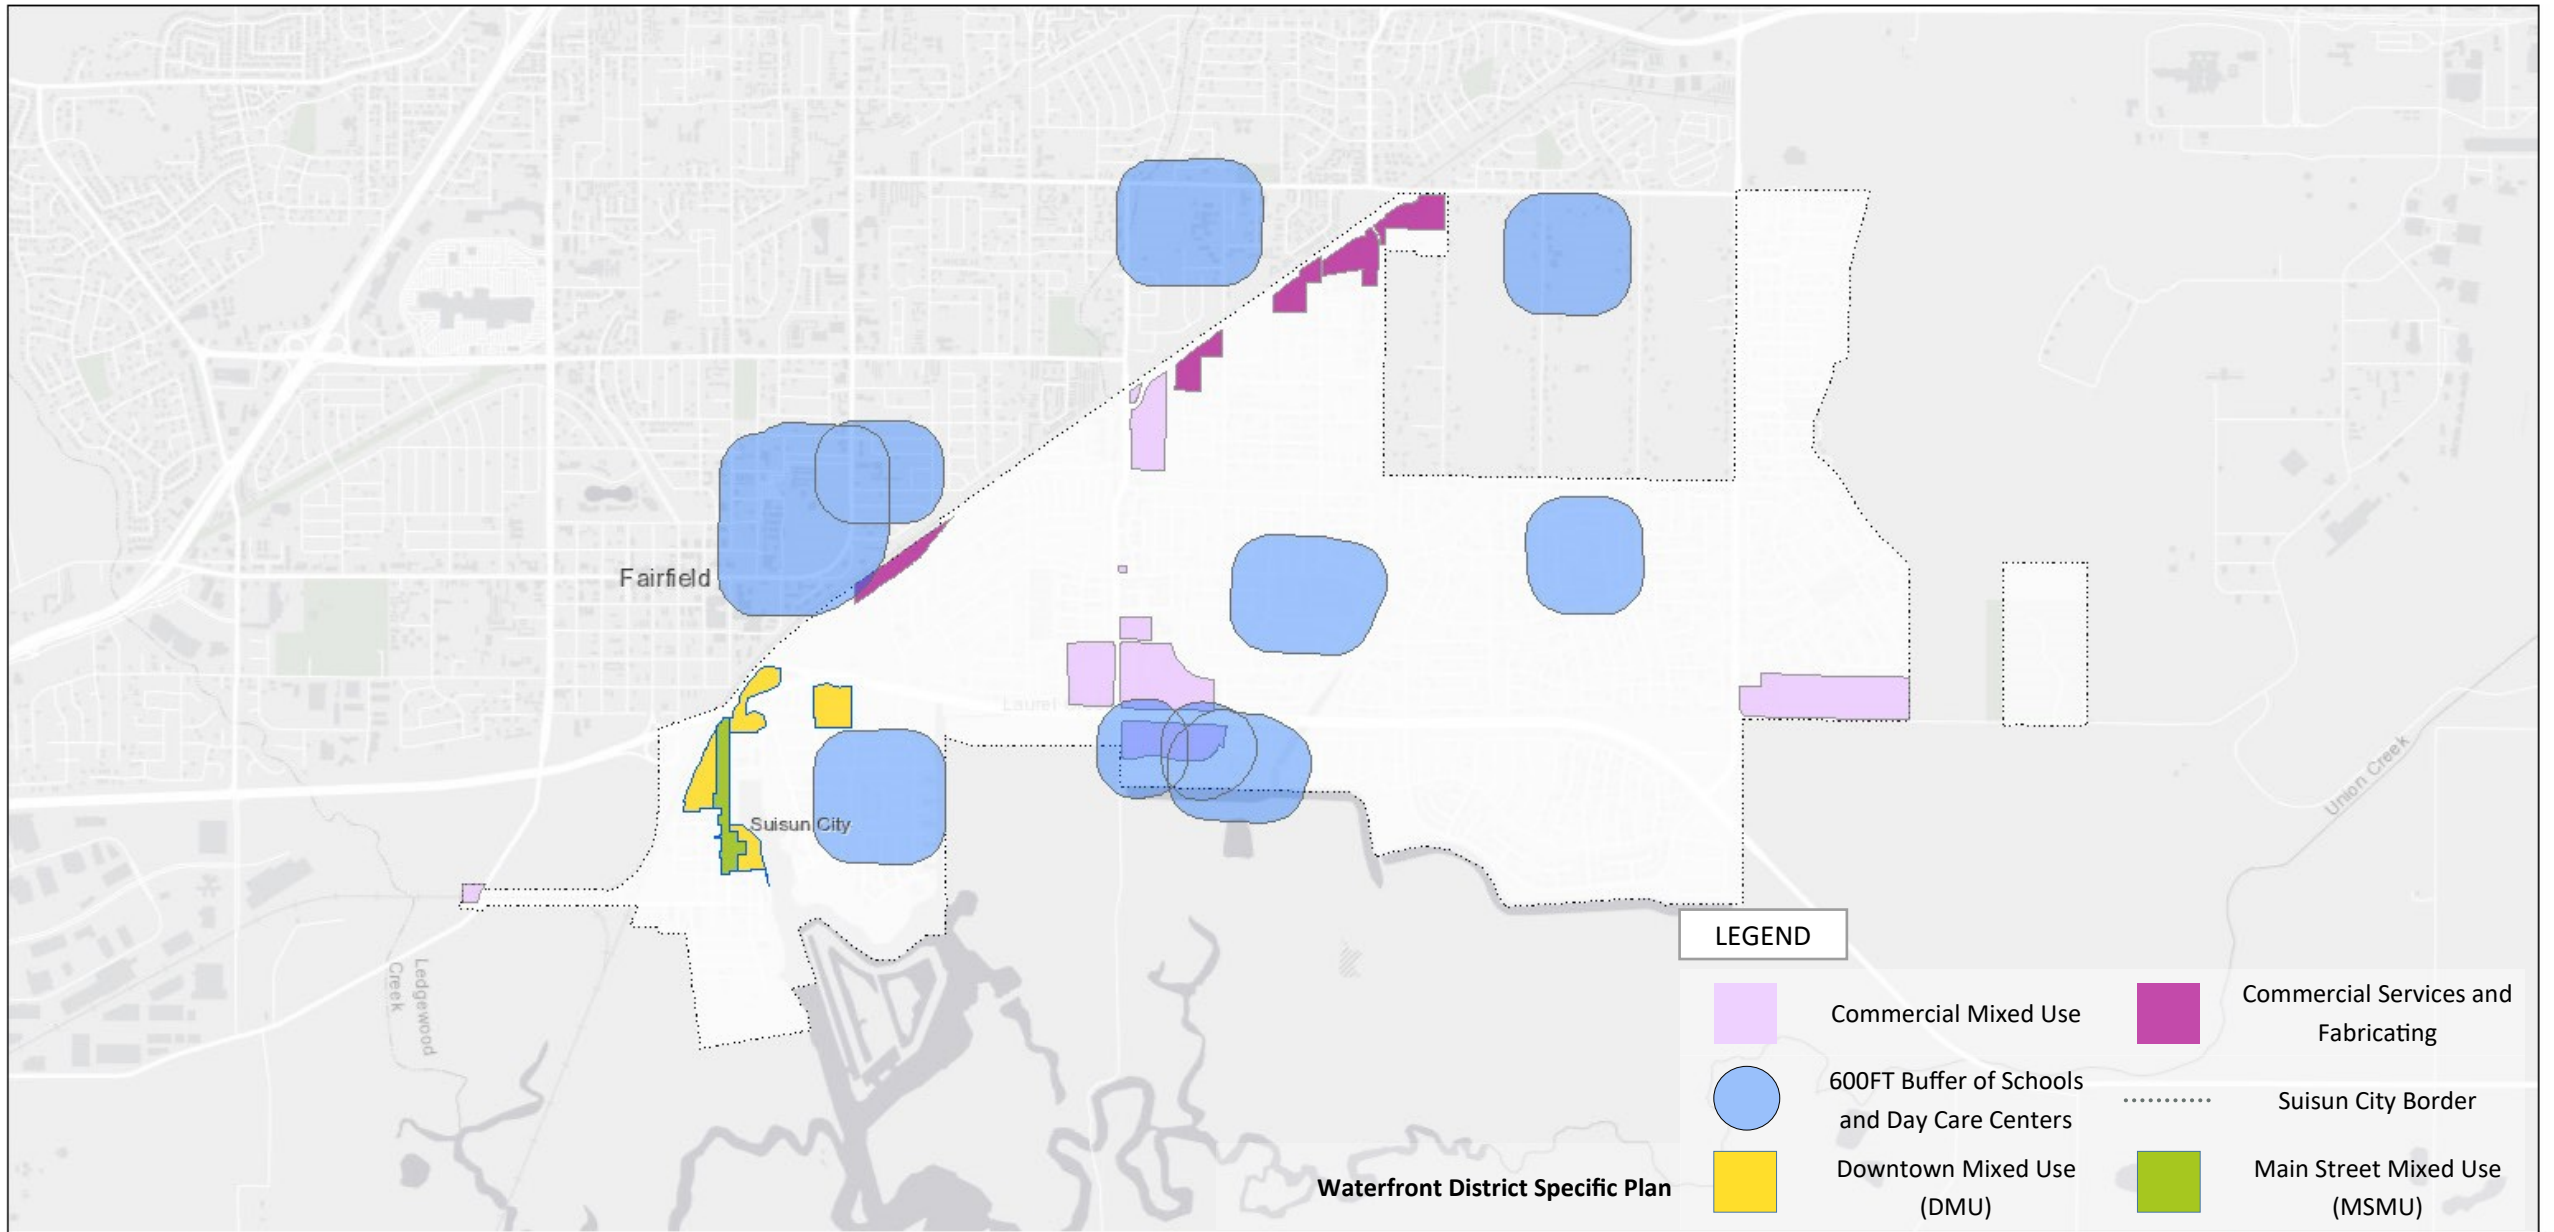 Fairfield
Laurel
Suisun City
Union Creek
Ledgewood
Creek
LEGEND
Commercial Mixed Use
Commercial Services and
Fabricating
600FT Buffer of Schools
and Day Care Centers
Suisun City Border
Waterfront District Specific Plan
Downtown Mixed Use
(DMU)
Main Street Mixed Use
(MSMU)